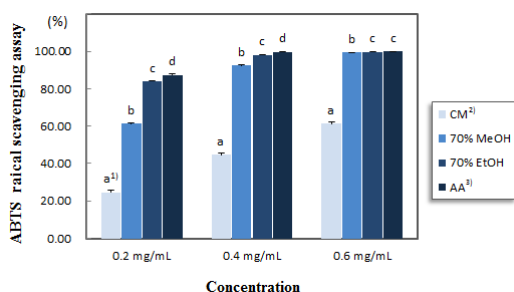 (%)
ABTS raical scavenging assay
100.00
80.00
60.00
40.00
20.00
0.00
a1) b c d
a b c d
a b c c
0.2 mg/mL 0.4 mg/mL 0.6 mg/mL
Concentration
CM2)
70% MeOH
70% EtOH
AA3)